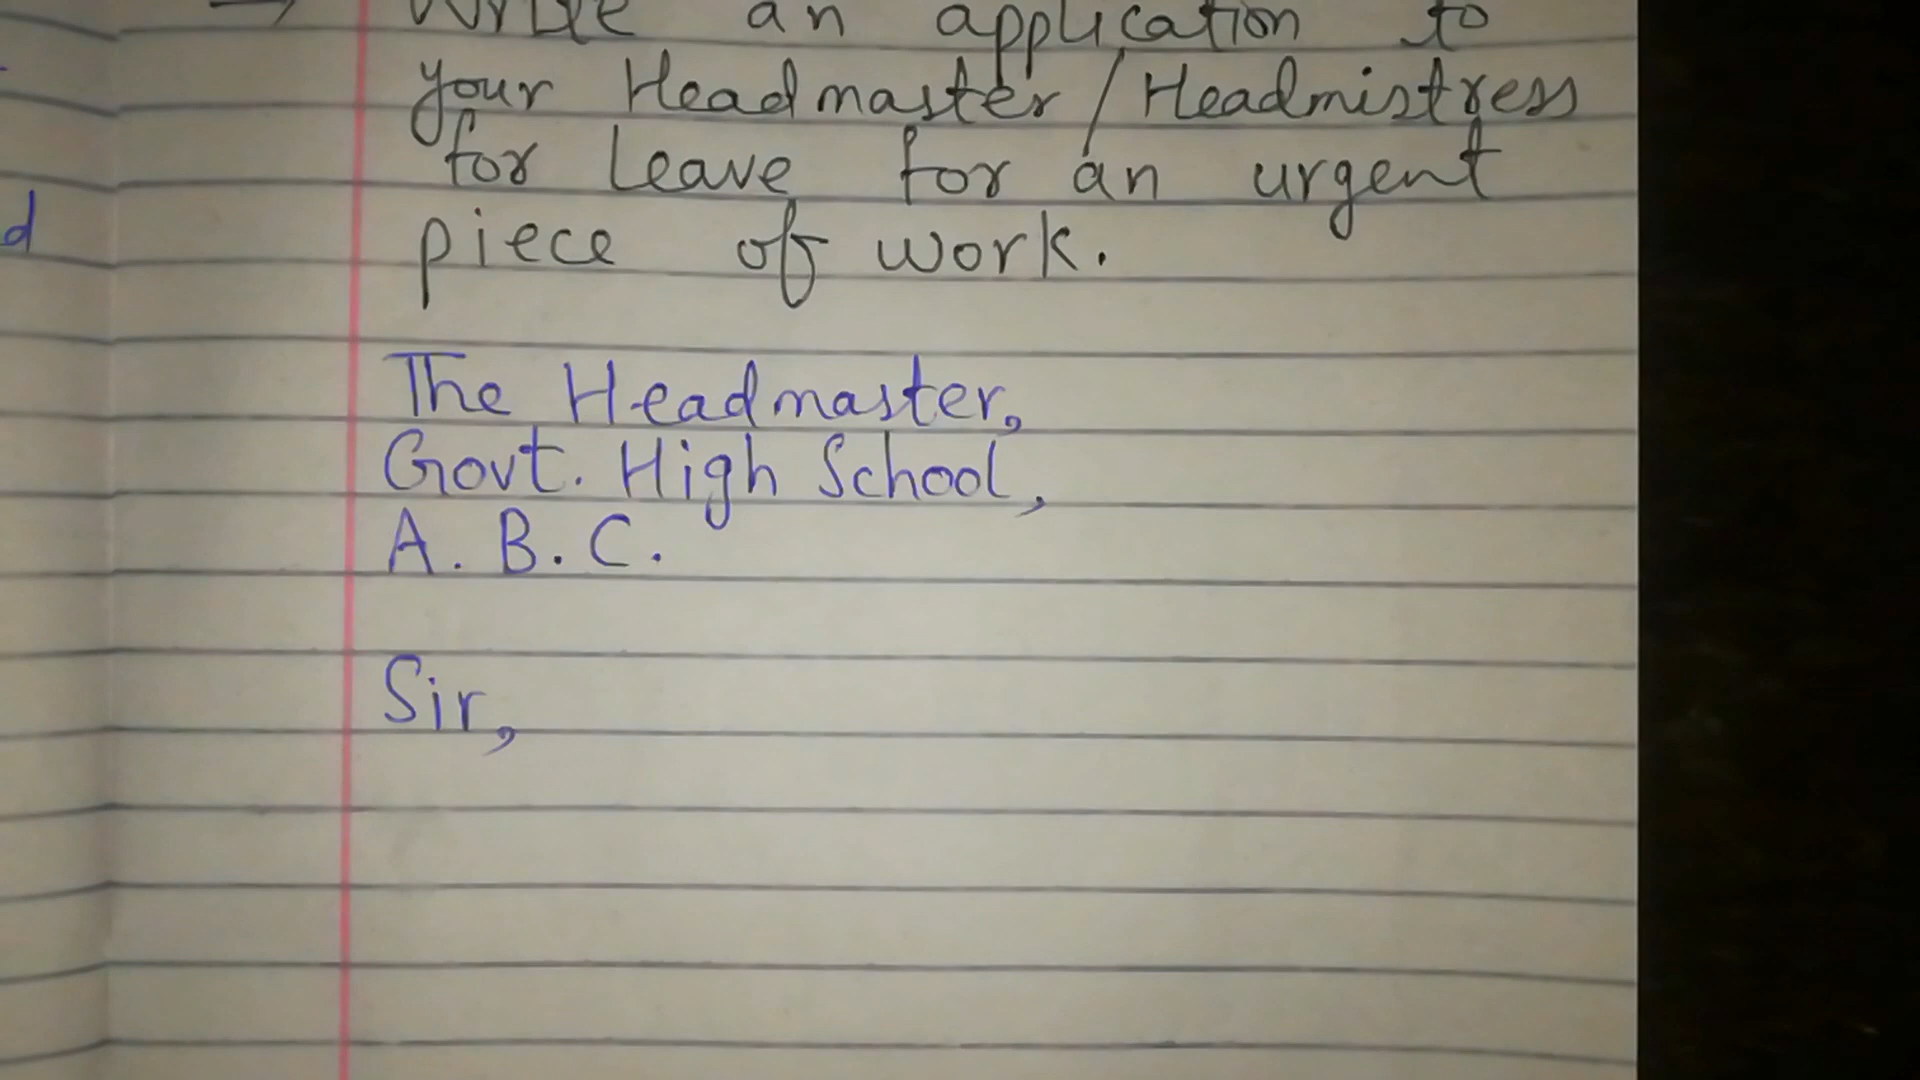 Write an application to
your Headmaster/Headmistress
for leave for an urgent
piece of work.
The Headmaster,
Govt. High School,
A. B. C.
Sir,
d